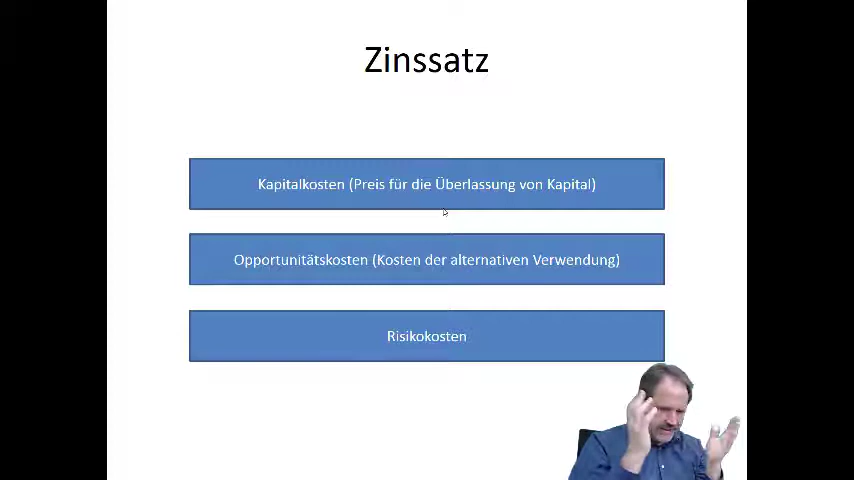 Zinssatz
Kapitalkosten (Preis für die Überlassung von Kapital)
Opportunitätskosten (Kosten der alternativen Verwendung)
Risikokosten